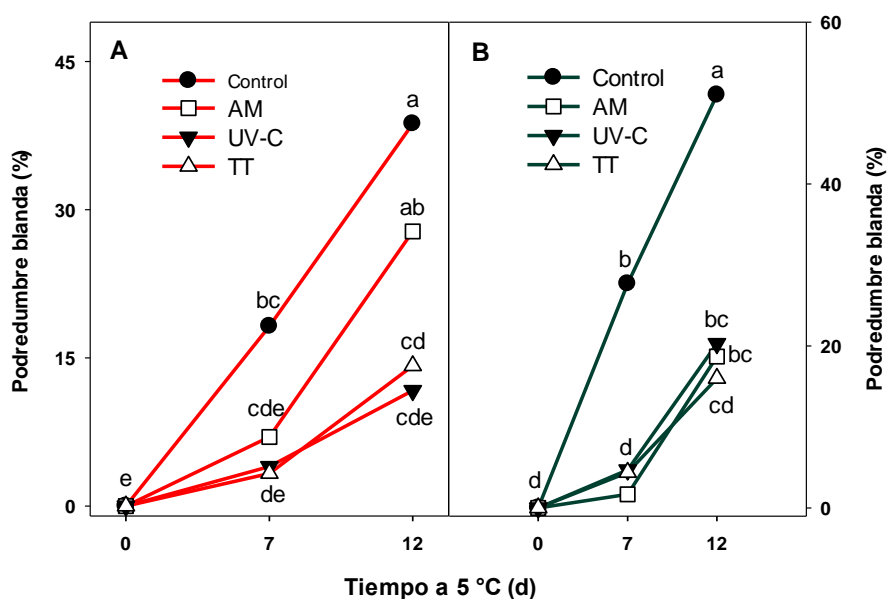 A
Control
AM
UV-C
TT
B
Control
AM
UV-C
TT
Podredumbre blanda (%)
45
30
15
0
a
ab
bc
cd
cde
cde
de
e
0
7
12
a
b
bc
bc
cd
d
d
0
7
12
60
40
20
0
Podredumbre blanda (%)
Tiempo a 5 °C (d)